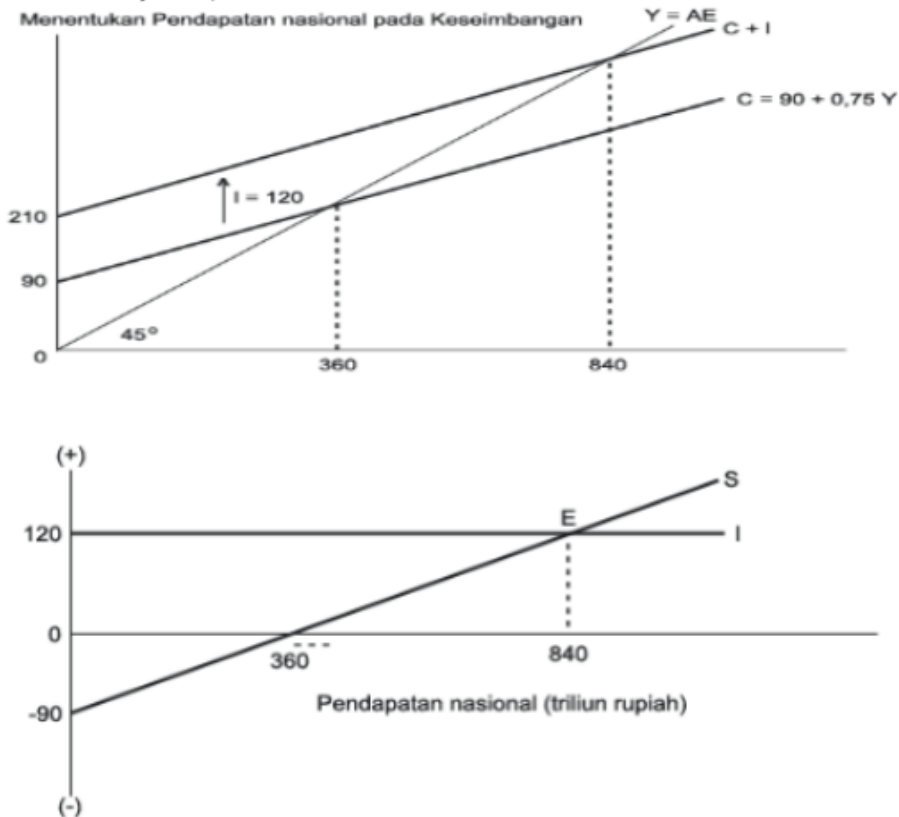 Menentukan Pendapatan nasional pada Keseimbangan
Y = AE
C + I
C = 90 + 0,75 Y
I = 120
210
90
45°
0
360
840
(+)
S
E
120
I
0
360
840
-90
Pendapatan nasional (triliun rupiah)
(-)